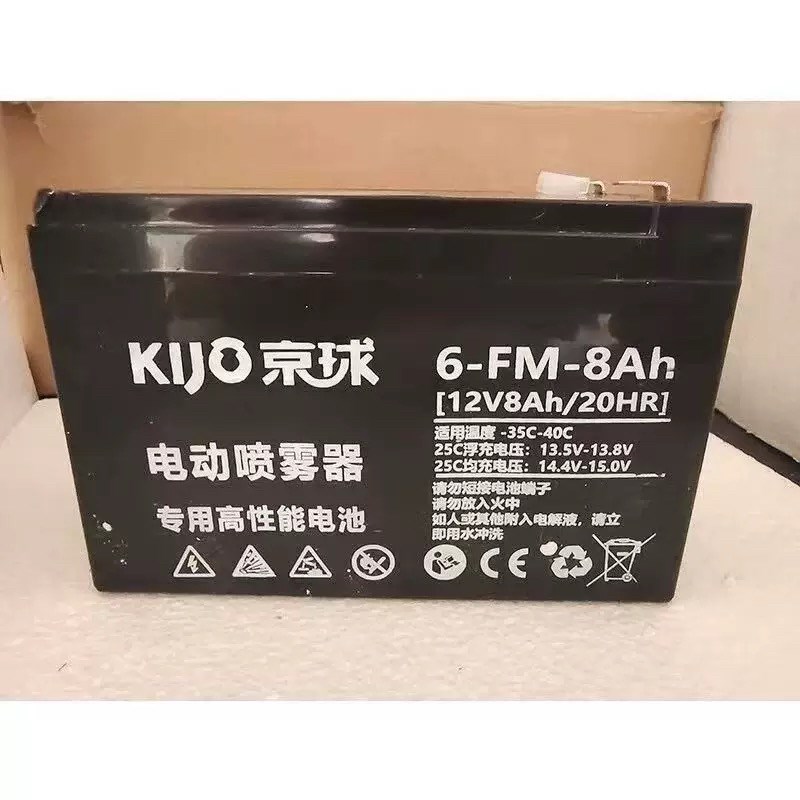 KIJO京球
电动喷雾器
专用高性能电池
6-FM-8Ah
[12V8Ah/20HR]
适用温度 -35C-40C
25C浮充电压：13.5V-13.8V
25C均充电压：14.4V-15.0V
请勿短接电池端子
请勿放入火中
如人或其他附入电解液，请立
即用水冲洗
CE